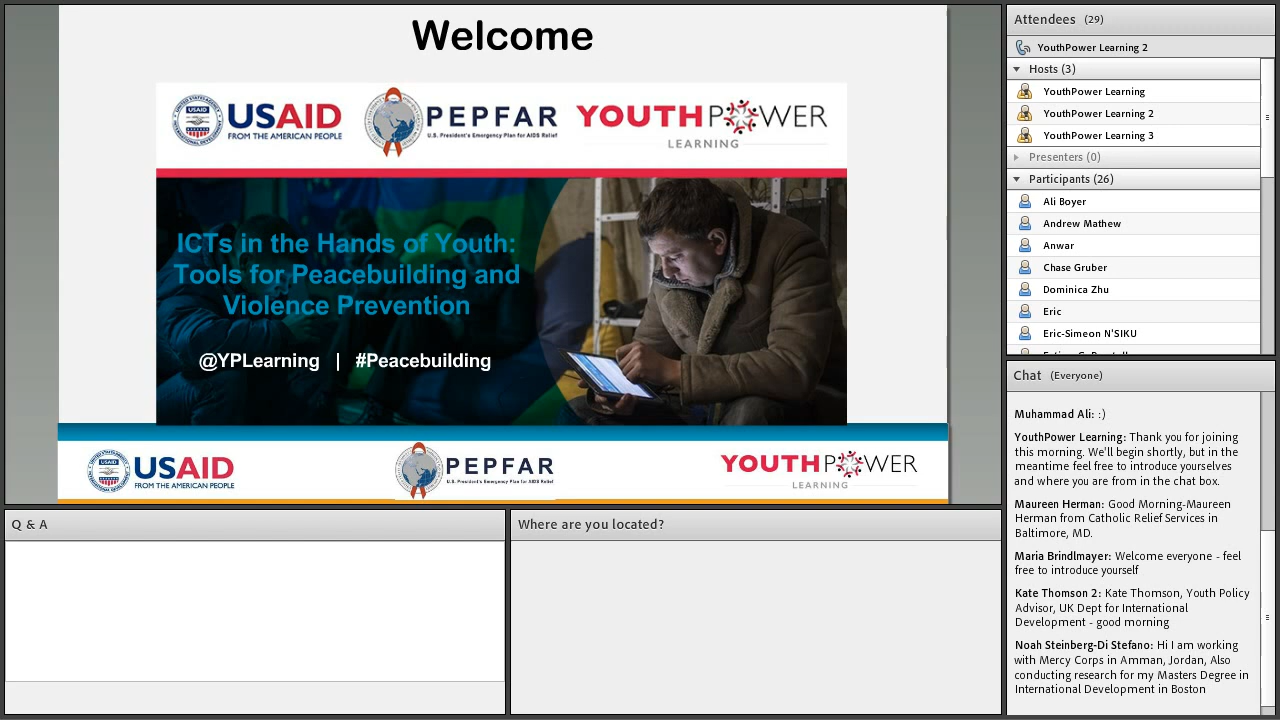 Welcome
USAID
FROM THE AMERICAN PEOPLE
PEPFAR
U.S. President's Emergency Plan for AIDS Relief
YOUTHPOWER
LEARNING
ICTs in the Hands of Youth:
Tools for Peacebuilding and
Violence Prevention
@YPLearning | #Peacebuilding
USAID
FROM THE AMERICAN PEOPLE
PEPFAR
U.S. President's Emergency Plan for AIDS Relief
YOUTHPOWER
LEARNING
Q & A
Where are you located?
Attendees (29)
YouthPower Learning 2
Hosts (3)
YouthPower Learning
YouthPower Learning 2
YouthPower Learning 3
Presenters (0)
Participants (26)
Ali Boyer
Andrew Mathew
Anwar
Chase Gruber
Dominica Zhu
Eric
Eric-Simeon N'SIKU
Chat (Everyone)
Muhammad Ali: :)
YouthPower Learning: Thank you for joining
this morning. We'll begin shortly, but in the
meantime feel free to introduce yourselves
and where you are from in the chat box.
Maureen Herman: Good Morning-Maureen
Herman from Catholic Relief Services in
Baltimore, MD.
Maria Brindlmayer: Welcome everyone - feel
free to introduce yourself
Kate Thomson 2: Kate Thomson, Youth Policy
Advisor, UK Dept for International
Development - good morning
Noah Steinberg-Di Stefano: Hi I am working
with Mercy Corps in Amman, Jordan, Also
conducting research for my Masters Degree in
International Development in Boston